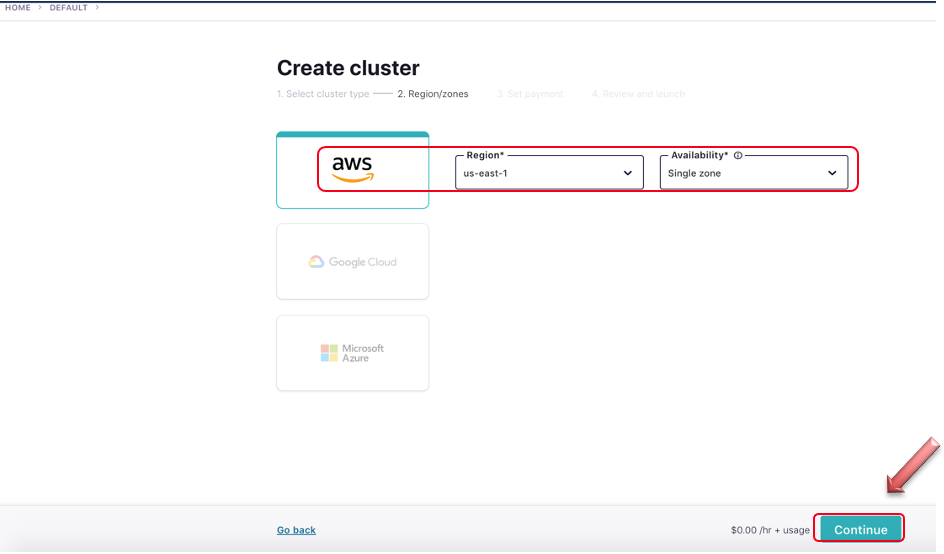 HOME > DEFAULT >
Create cluster
1. Select cluster type 2. Region/zones 3. Set payment 4. Review and launch
aws
Region*
us-east-1
Availability*
Single zone
Google Cloud
Microsoft
Azure
Go back
$0.00 /hr + usage
Continue